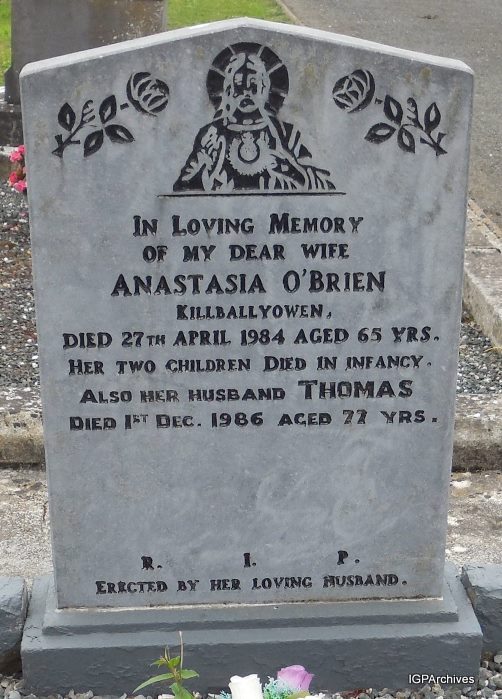 In Loving Memory
of my dear wife
Anastasia O'Brien
Killballyowen,
died 27th April 1984 aged 65 yrs.
Her two children died in infancy.
Also her husband Thomas
Died 1st Dec. 1986 aged 77 yrs.
R. I. P.
Erected by her loving husband.
IGPArchives